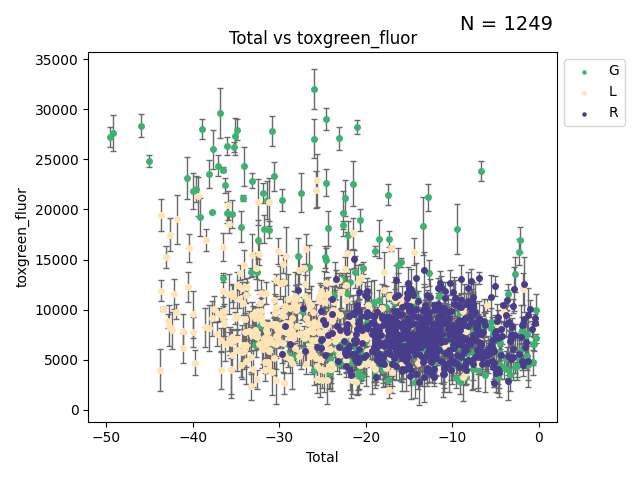 N = 1249
Total vs toxgreen_fluor
35000
30000
25000
20000
15000
10000
5000
0
toxgreen_fluor
−50
−40
−30
−20
−10
0
Total
G
L
R